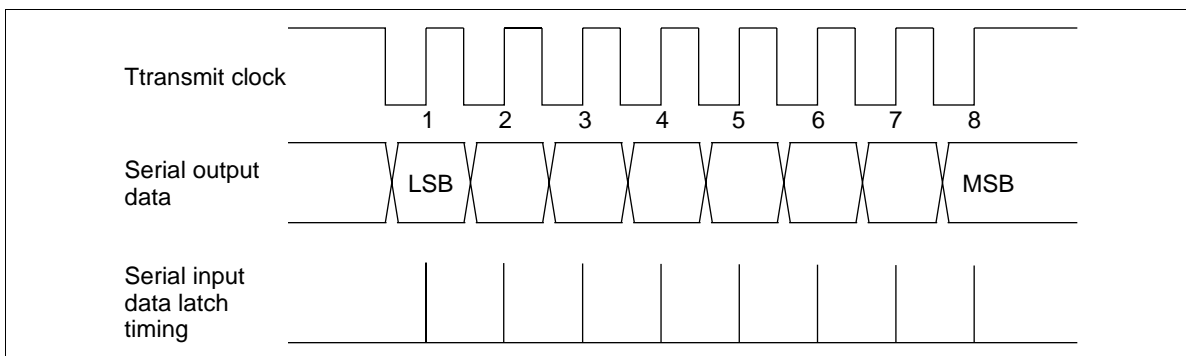 Ttransmit clock
1 2 3 4 5 6 7 8
Serial output
data
LSB MSB
Serial input
data latch
timing